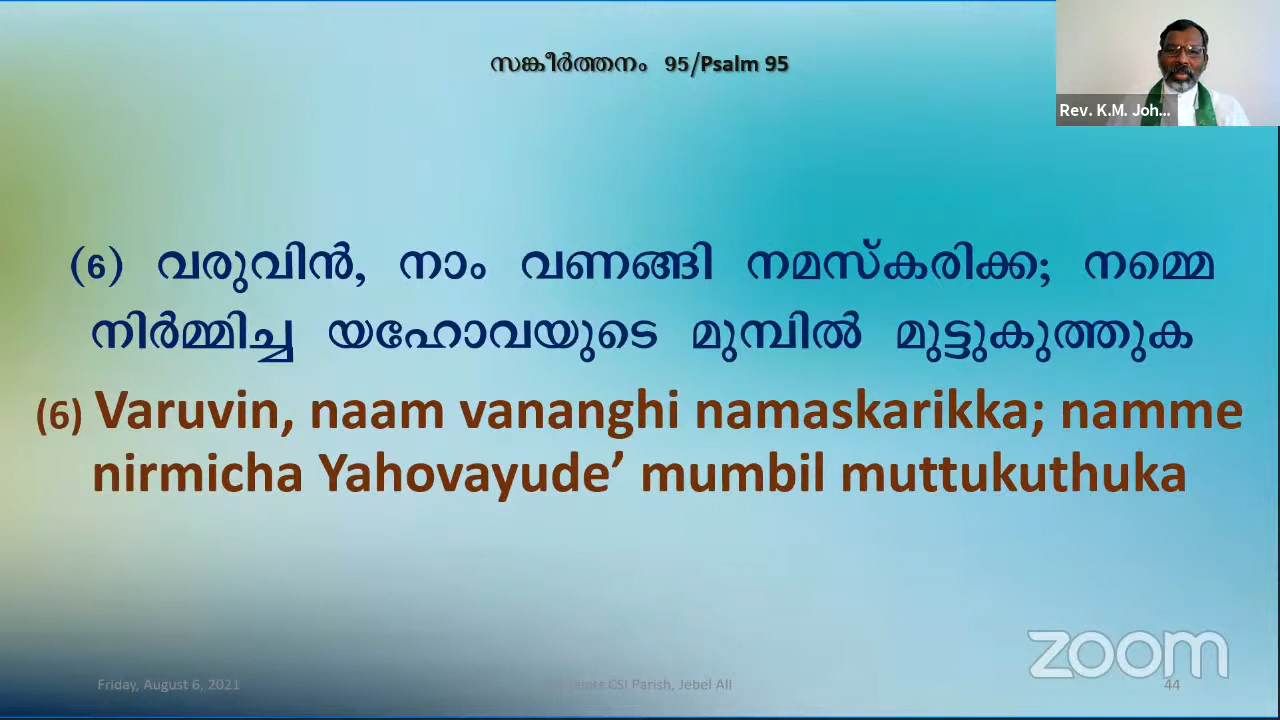 സങ്കീർത്തനം 95/Psalm 95
Rev. K.M. Joh...
(6) വരുവിൻ, നാം വണങ്ങി നമസ്കരിക്ക; നമ്മെ
നിർമ്മിച്ച യഹോവയുടെ മുമ്പിൽ മുട്ടുകുത്തുക
(6) Varuvin, naam vananghi namaskarikka; namme
nirmicha Yahovayude’ mumbil muttukuthuka
zoom
Friday, August 6, 2021
CSI Parish, Jebel Ali
44